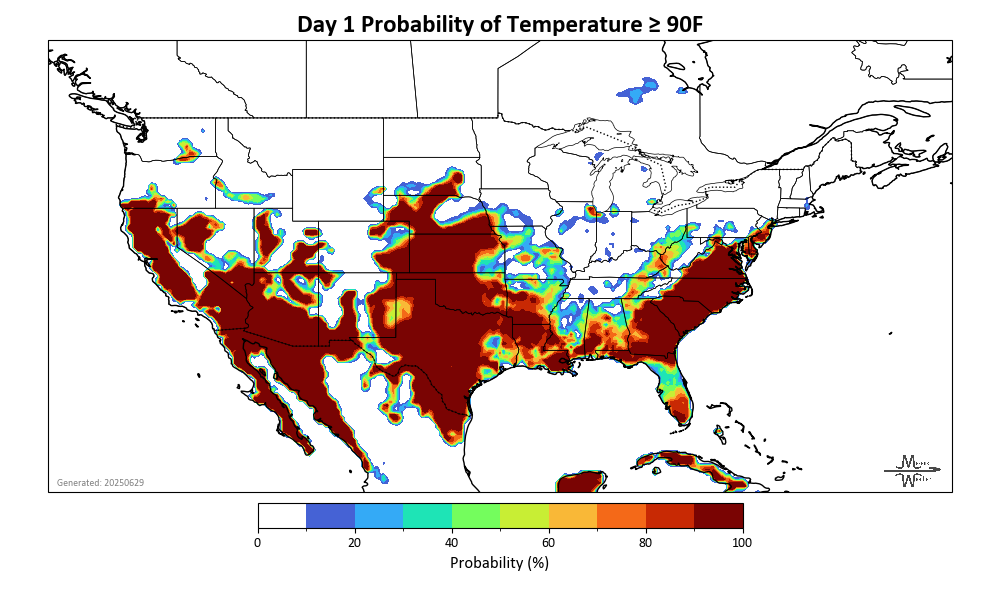 Day 1 Probability of Temperature ≥ 90F
Generated: 20250629
0 20 40 60 80 100
Probability (%)